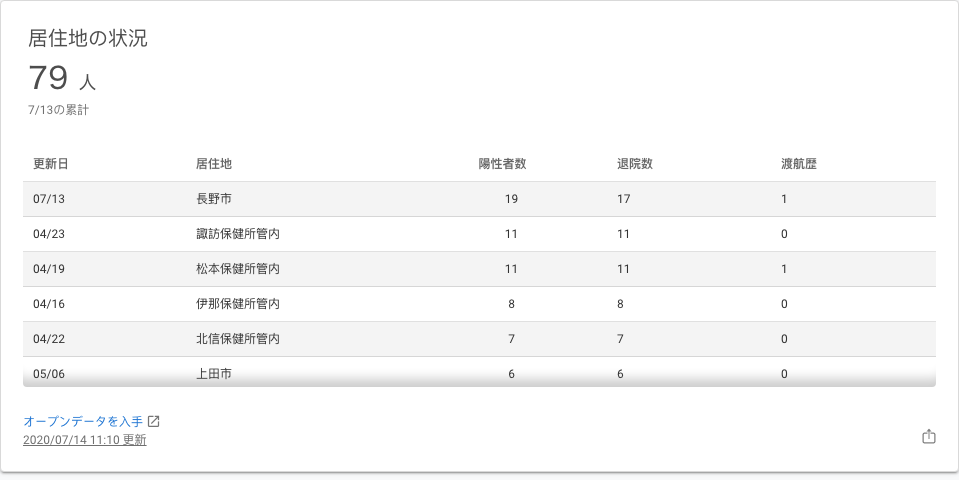 居住地の状況
79 人
7/13の累計
更新日 居住地 陽性者数 退院数 渡航歴
07/13 長野市 19 17 1
04/23 諏訪保健所管内 11 11 0
04/19 松本保健所管内 11 11 1
04/16 伊那保健所管内 8 8 0
04/22 北信保健所管内 7 7 0
05/06 上田市 6 6 0
オープンデータを入手
2020/07/14 11:10 更新